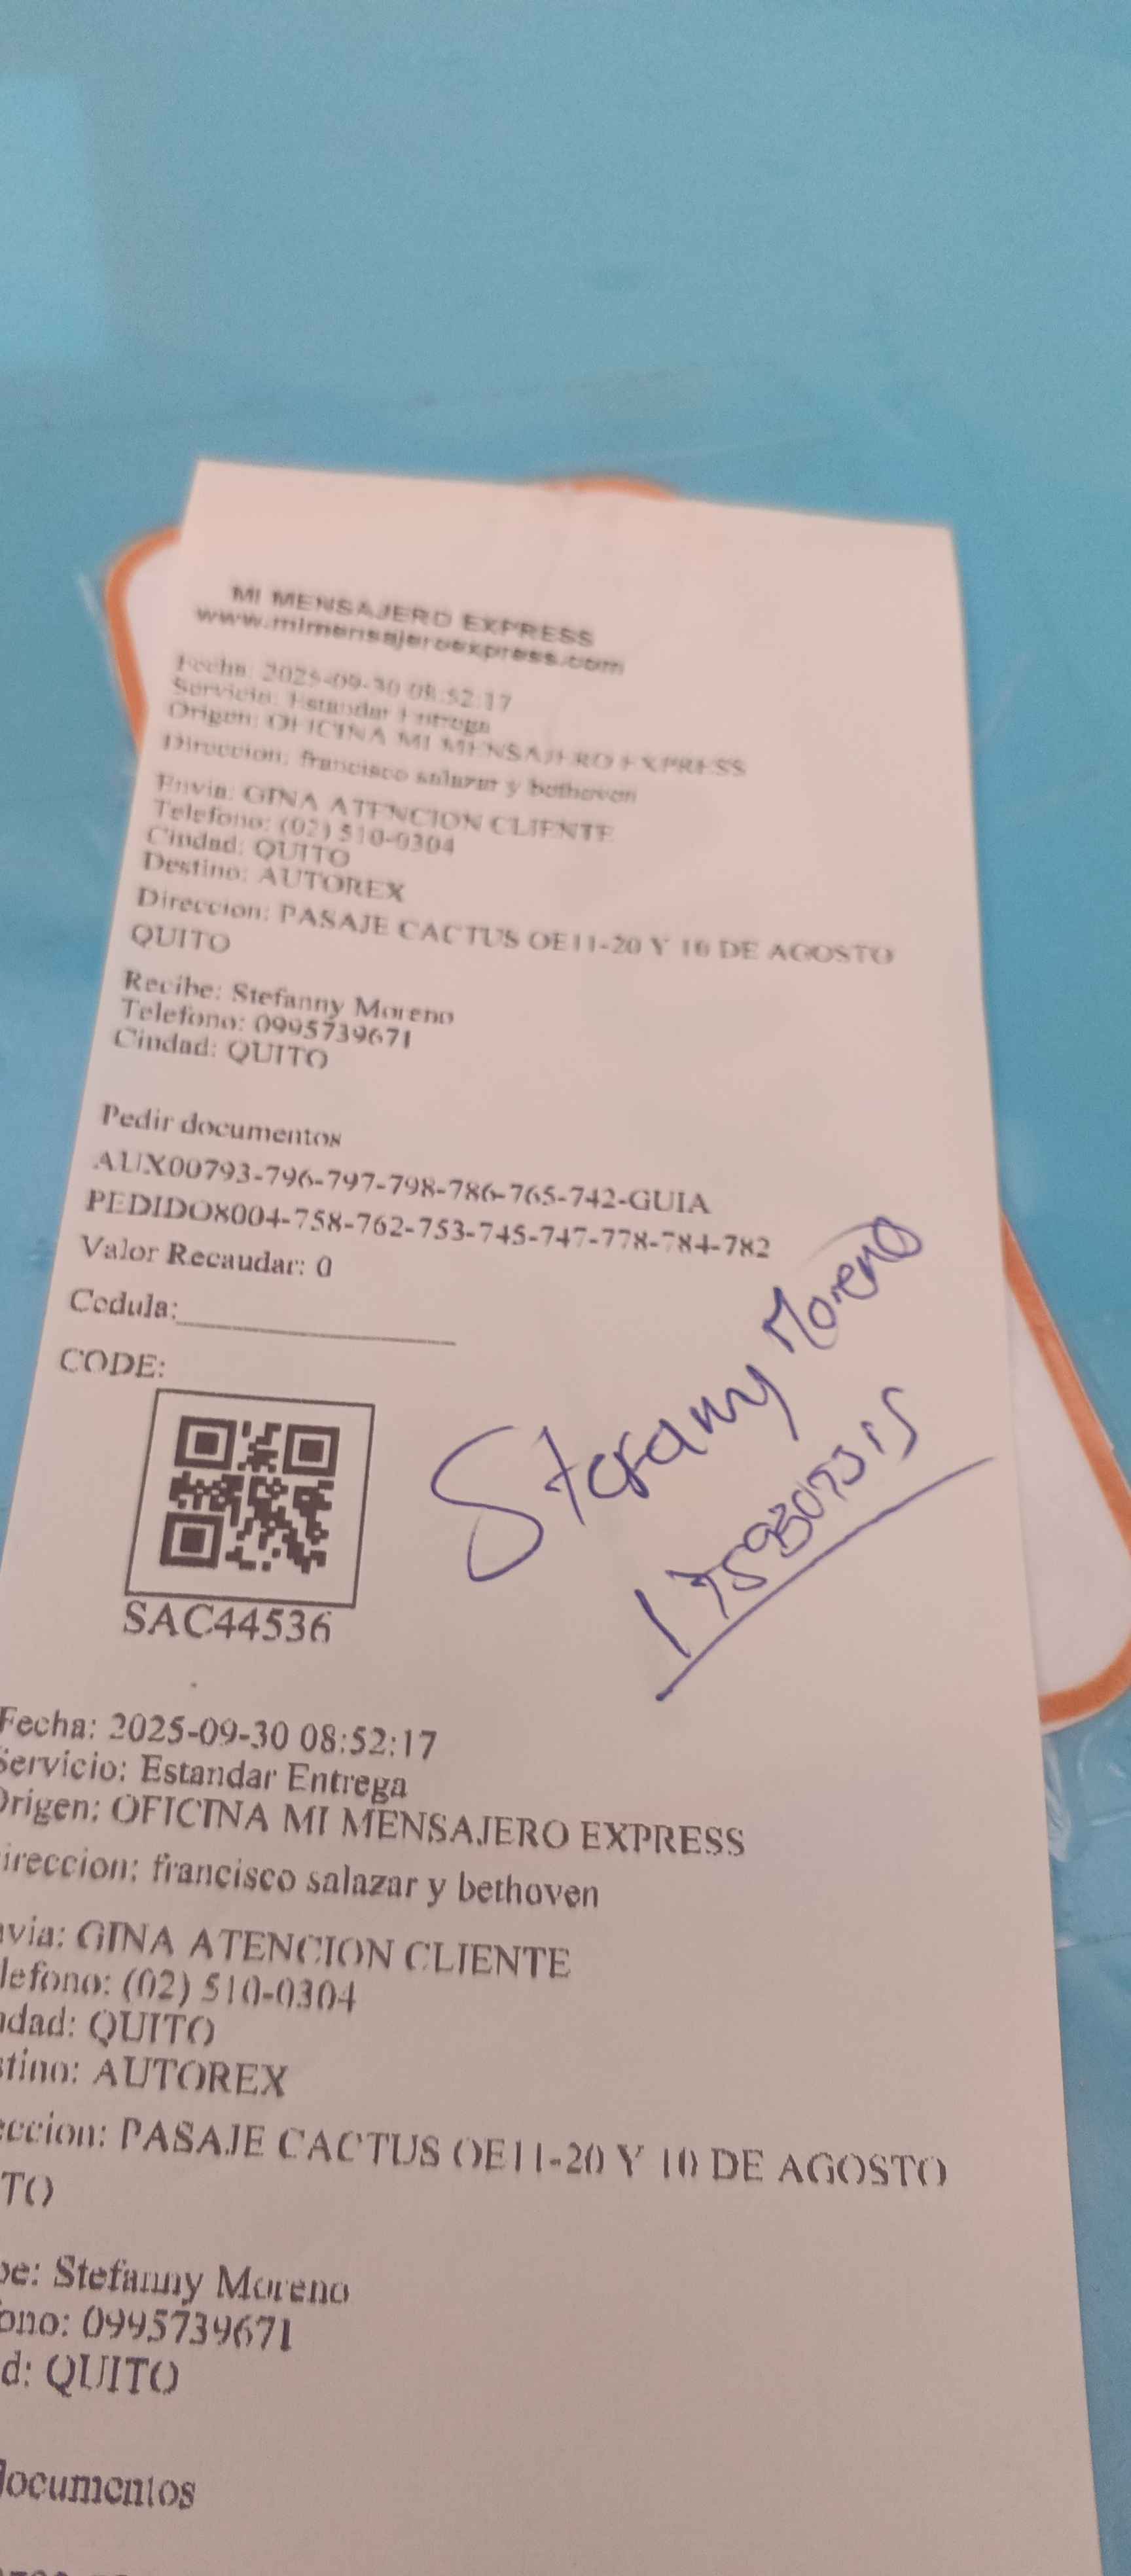 MI MENSAJERO EXPRESS
www.mimensajeroexpress.com
Fecha: 2025-09-30 08:52:17
Servicio: Estandar Entrega
Origen: OFICINA MI MENSAJERO EXPRESS
Direccion: francisco salazar y bethoven
Envia: GINA ATENCION CLIENTE
Telefono: (02) 510-0304
Ciudad: QUITO
Destino: AUTOREX
Direccion: PASAJE CACTUS OE11-20 Y 10 DE AGOSTO
QUITO
Recibe: Stefanny Moreno
Telefono: 0995739671
Ciudad: QUITO
Pedir documentos
AUX00793-796-797-798-786-765-742-GUIA
PEDIDO8004-758-762-753-745-747-778-784-782
Valor Recaudar: 0
Cedula:
CODE:
Stefanny Moreno
SAC44536
Fecha: 2025-09-30 08:52:17
Servicio: Estandar Entrega
Origen: OFICINA MI MENSAJERO EXPRESS
ireccion: francisco salazar y bethoven
via: GINA ATENCION CLIENTE
lefono: (02) 510-0304
dad: QUITO
stino: AUTOREX
eccion: PASAJE CACTUS OE11-20 Y 10 DE AGOSTO
TO
be: Stefanny Moreno
fono: 0995739671
d: QUITO
documentos